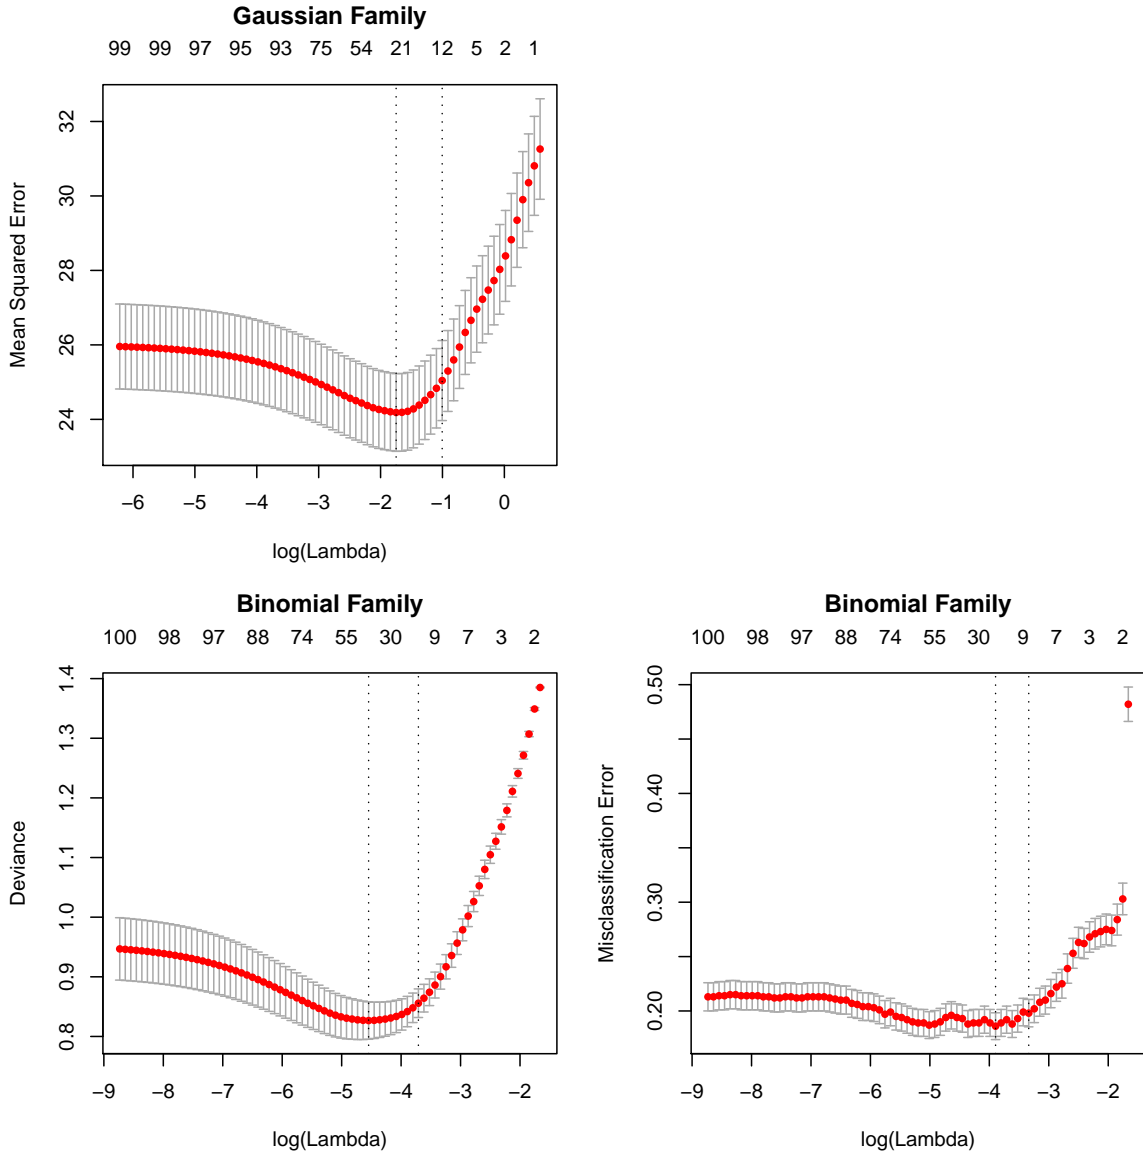 Gaussian Family
99 99 97 95 93 75 54 21 12 5 2 1
32
30
28
26
24
Mean Squared Error
−6 −5 −4 −3 −2 −1 0
log(Lambda)
Binomial Family
100 98 97 88 74 55 30 9 7 3 2
1.4
1.3
1.2
1.1
1.0
0.9
0.8
Deviance
−9 −8 −7 −6 −5 −4 −3 −2
log(Lambda)
Binomial Family
100 98 97 88 74 55 30 9 7 3 2
0.50
0.40
0.30
0.20
Misclassification Error
−9 −8 −7 −6 −5 −4 −3 −2
log(Lambda)